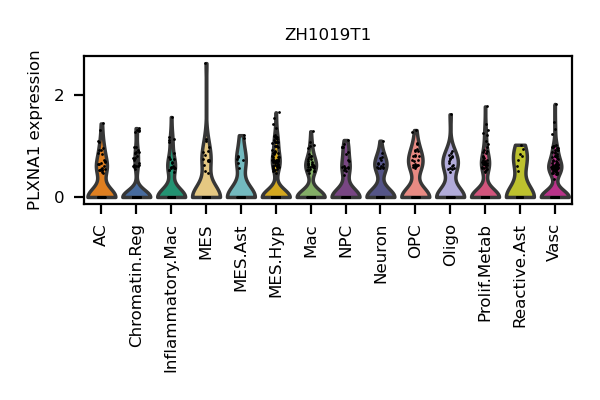 ZH1019T1
PLXNA1 expression
2
0
AC
Chromatin.Reg
Inflammatory.Mac
MES
MES.Ast
MES.Hyp
Mac
NPC
Neuron
OPC
Oligo
Prolif.Metab
Reactive.Ast
Vasc